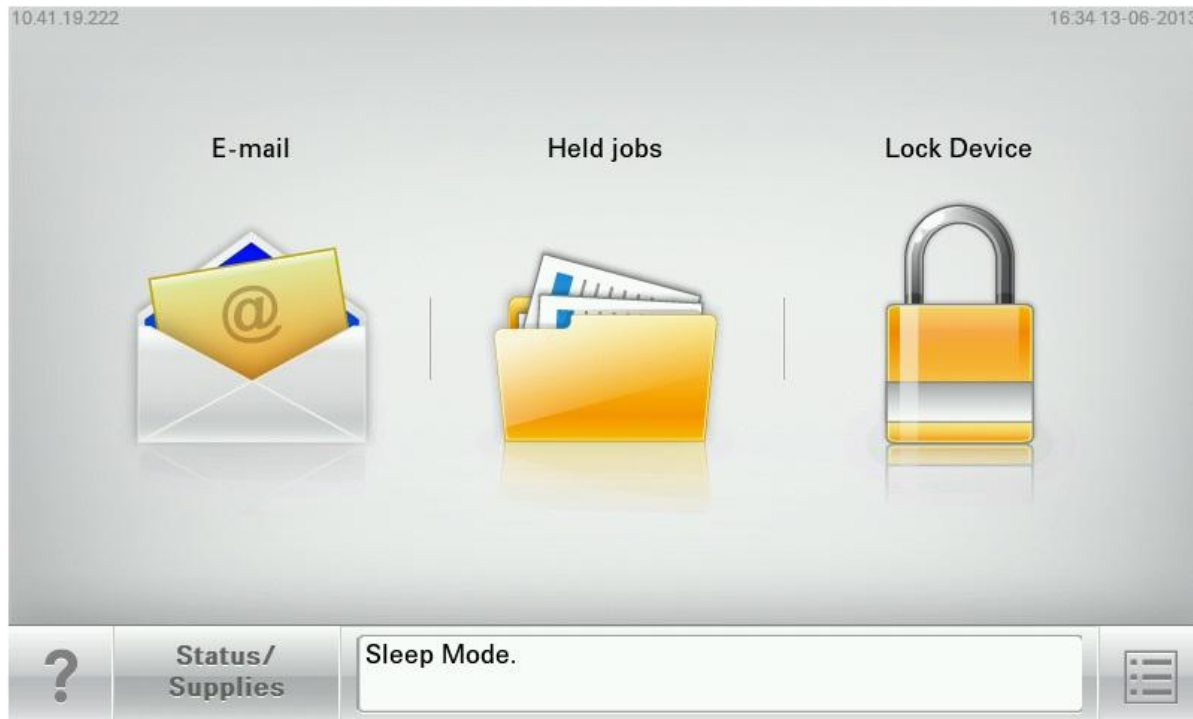 10.41.19.222
16:34 13-06-2013
E-mail
Held jobs
Lock Device
@
?
Status/
Supplies
Sleep Mode.